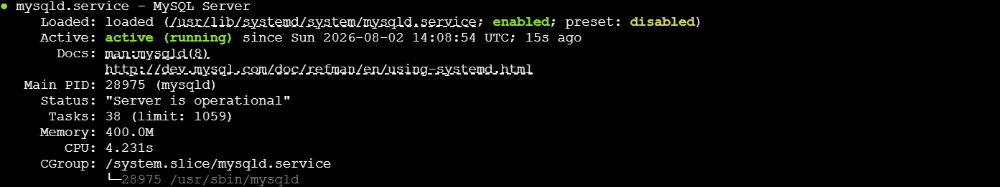 ● mysqld.service - MySQL Server
Loaded: loaded (/usr/lib/systemd/system/mysqld.service; enabled; preset: disabled)
Active: active (running) since Sun 2026-08-02 14:08:54 UTC; 15s ago
Docs: man:mysqld(8)
http://dev.mysql.com/doc/refman/en/using-systemd.html
Main PID: 28975 (mysqld)
Status: "Server is operational"
Tasks: 38 (limit: 1059)
Memory: 400.0M
CPU: 4.231s
CGroup: /system.slice/mysqld.service
└─28975 /usr/sbin/mysqld